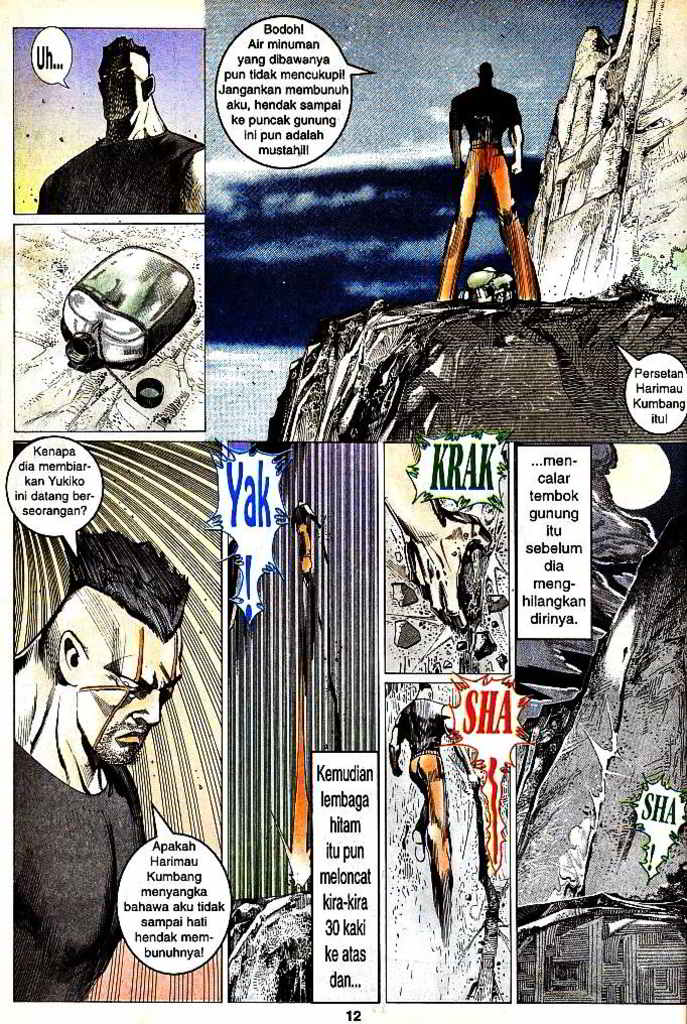 Uh...
Bodoh!
Air minuman
yang dibawanya
pun tidak mencukupi!
Jangankan membunuh
aku, hendak sampai
ke puncak gunung
ini pun adalah
mustahil!
Persetan
Harimau
Kumbang
itu!
Kenapa
dia membiar-
kan Yukiko
ini datang ber-
seorangan?
Apakah
Harimau
Kumbang
menyangka
bahawa aku tidak
sampai hati
hendak mem-
bunuhnya!
Yak
!
Kemudian
lembaga
hitam
itu pun
meloncat
kira-kira
30 kaki
ke atas
dan...
KRAK
SHA
!
...men-
calar
tembok
gunung
itu
sebelum
dia
meng-
hilangkan
dirinya.
SHA
!
12